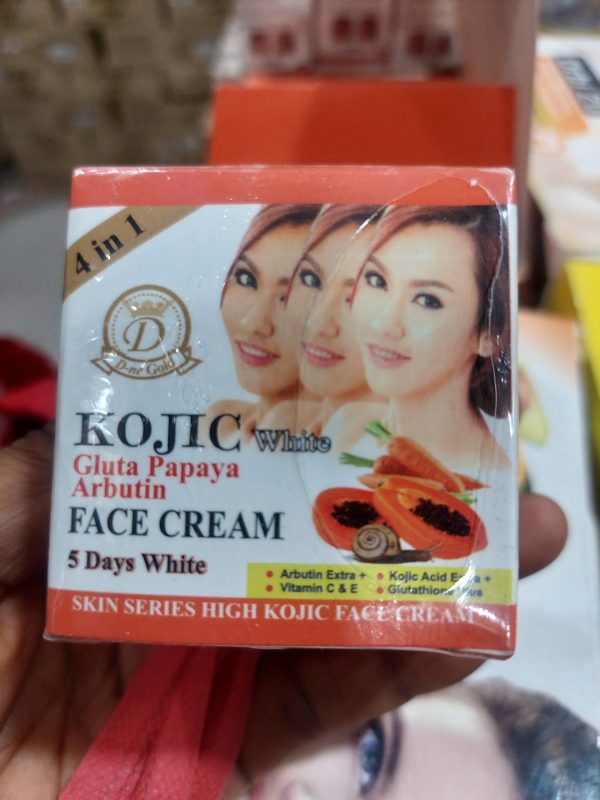 4 in 1
D
D-ne Gold
KOJIC White
Gluta Papaya
Arbutin
FACE CREAM
5 Days White
• Arbutin Extra + • Kojic Acid Extra +
• Vitamin C & E • Glutathione Plus
SKIN SERIES HIGH KOJIC FACE CREAM